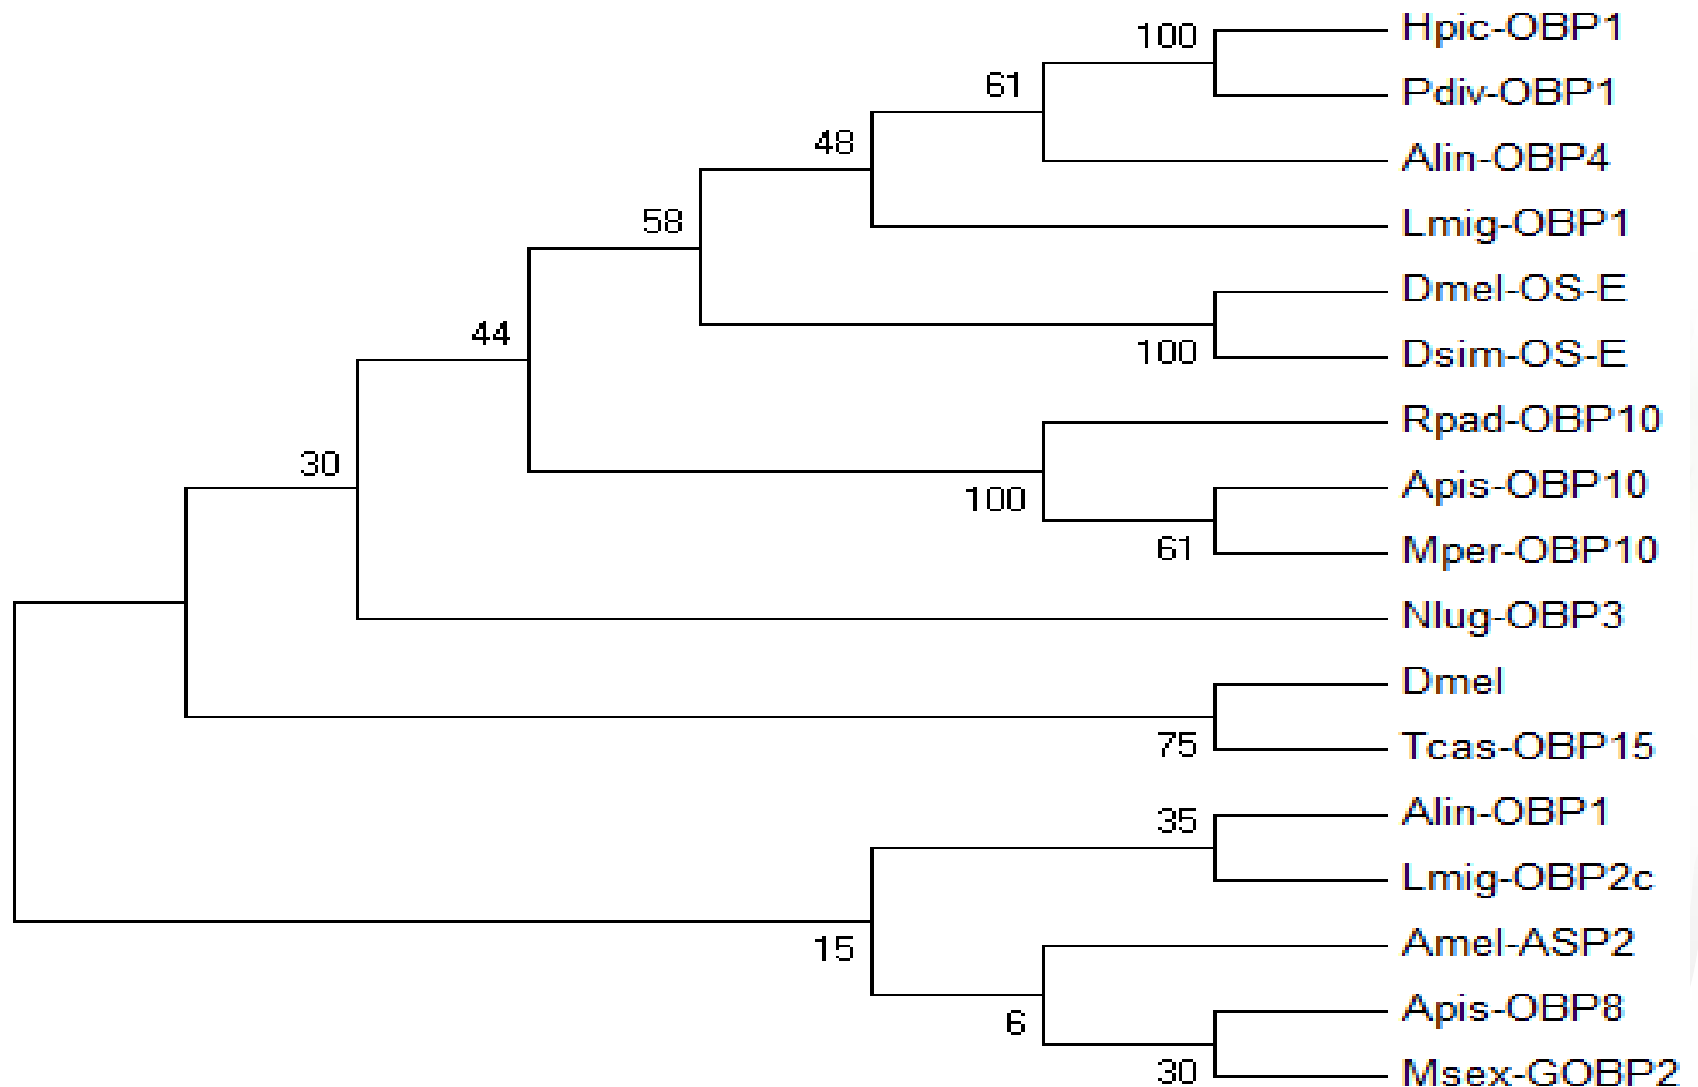 Hpic-OBP1
100
Pdiv-OBP1
61
48
Alin-OBP4
58
Lmig-OBP1
Dmel-OS-E
44
100
Dsim-OS-E
Rpad-OBP10
30
Apis-OBP10
100
61
Mper-OBP10
Nlug-OBP3
Dmel
75
Tcas-OBP15
Alin-OBP1
35
Lmig-OBP2c
15
Amel-ASP2
Apis-OBP8
6
30
Msex-GOBP2